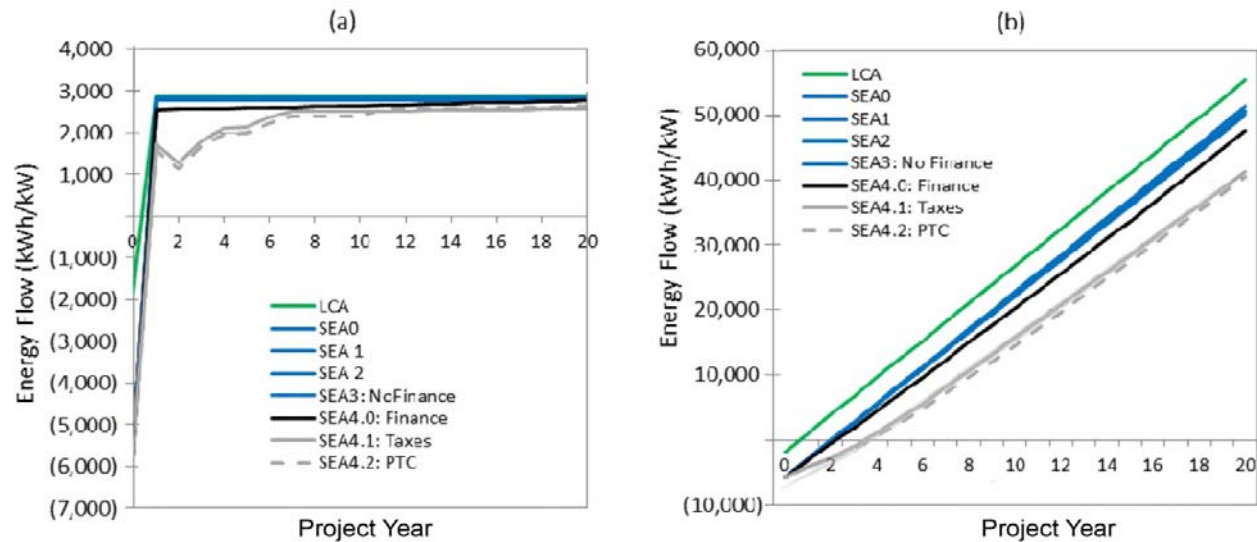 (a)
4,000
3,000
2,000
1,000
0 2 4 6 8 10 12 14 16 18 20
(1,000)
(2,000)
(3,000)
(4,000)
(5,000)
(6,000)
(7,000)
Energy Flow (kWh/kW)
LCA
SEA0
SEA 1
SEA 2
SEA3: NoFinance
SEA4.0: Finance
SEA4.1: Taxes
SEA4.2: PTC
Project Year
(b)
60,000
50,000
40,000
30,000
20,000
10,000
0 2 4 6 8 10 12 14 16 18 20
(10,000)
Energy Flow (kWh/kW)
LCA
SEA0
SEA1
SEA2
SEA3: No Finance
SEA4.0: Finance
SEA4.1: Taxes
SEA4.2: PTC
Project Year